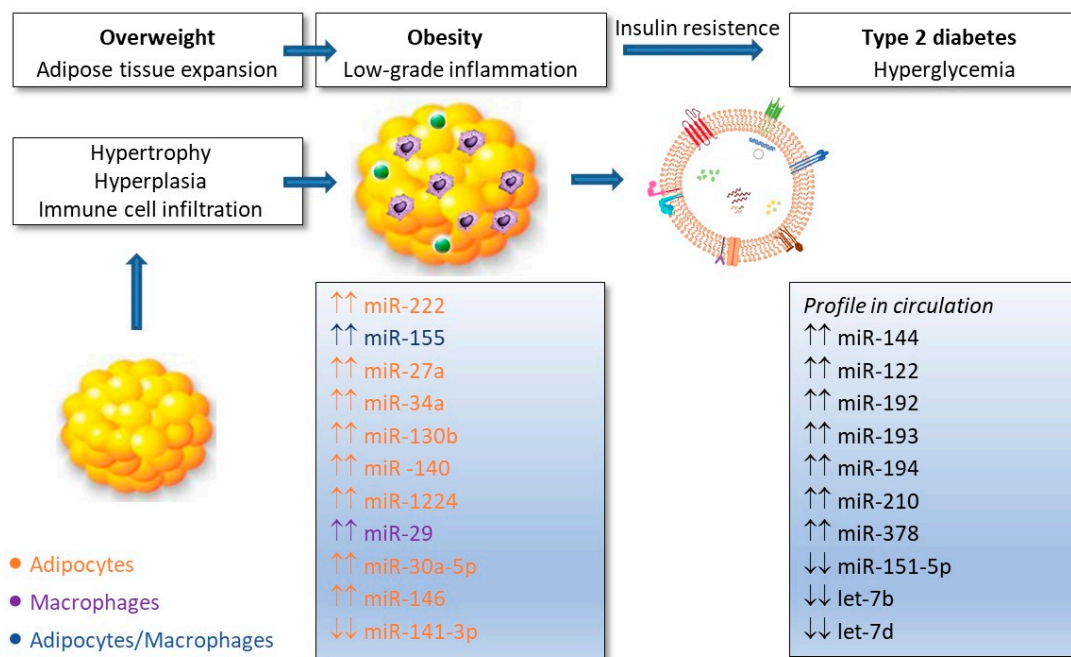 Overweight
Adipose tissue expansion
Obesity
Low-grade inflammation
Insulin resistence
Type 2 diabetes
Hyperglycemia
Hypertrophy
Hyperplasia
Immune cell infiltration
↑↑ miR-222
↑↑ miR-155
↑↑ miR-27a
↑↑ miR-34a
↑↑ miR-130b
↑↑ miR -140
↑↑ miR-1224
↑↑ miR-29
↑↑ miR-30a-5p
↑↑ miR-146
↓↓ miR-141-3p
Profile in circulation
↑↑ miR-144
↑↑ miR-122
↑↑ miR-192
↑↑ miR-193
↑↑ miR-194
↑↑ miR-210
↑↑ miR-378
↓↓ miR-151-5p
↓↓ let-7b
↓↓ let-7d
• Adipocytes
• Macrophages
• Adipocytes/Macrophages